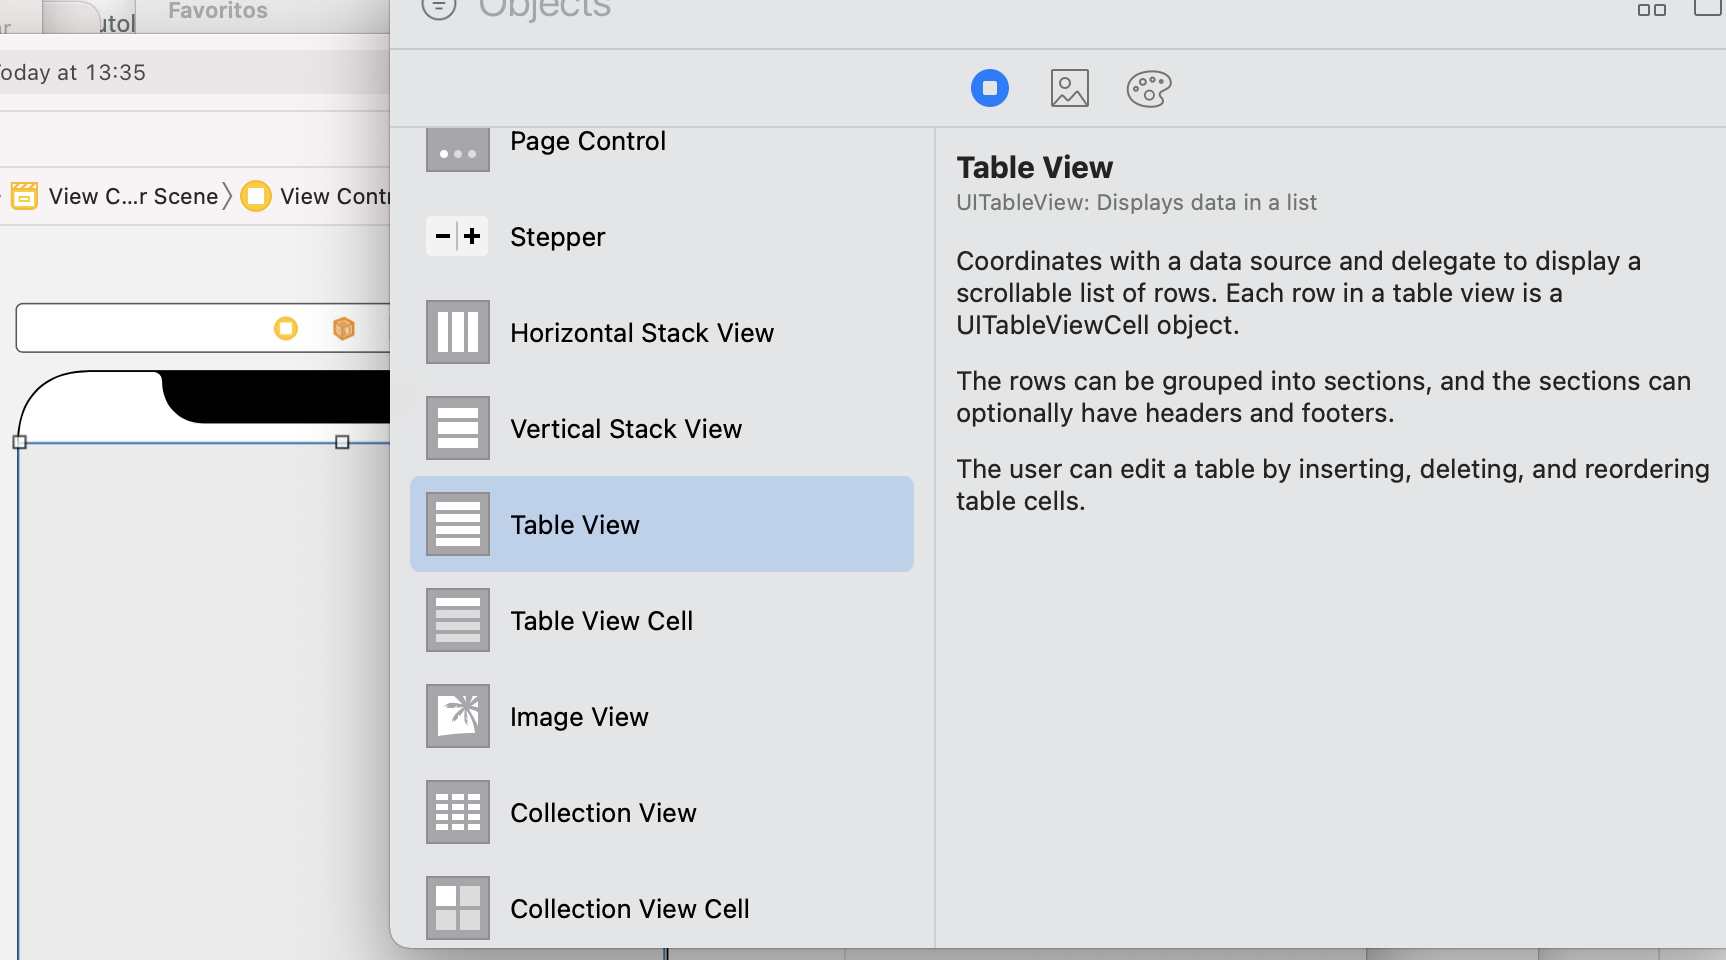 Favoritos
Objects
Today at 13:35
View C...r Scene
View Contr
Page Control
Stepper
Horizontal Stack View
Vertical Stack View
Table View
Table View Cell
Image View
Collection View
Collection View Cell
Table View
UITableView: Displays data in a list
Coordinates with a data source and delegate to display a
scrollable list of rows. Each row in a table view is a
UITableViewCell object.
The rows can be grouped into sections, and the sections can
optionally have headers and footers.
The user can edit a table by inserting, deleting, and reordering
table cells.